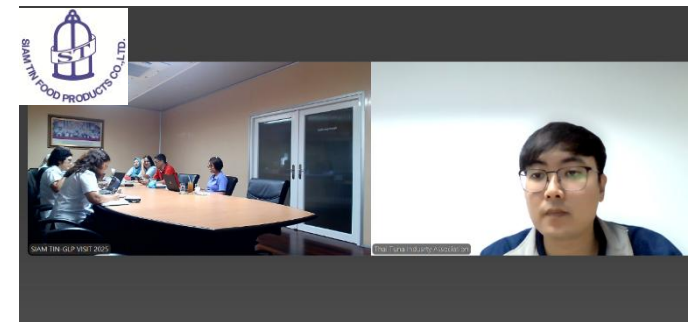 ST
SIAM TIN FOOD PRODUCTS CO.,LTD.
SIAM TIN-GLP VISIT 2025
Thai Tuna Industry Association